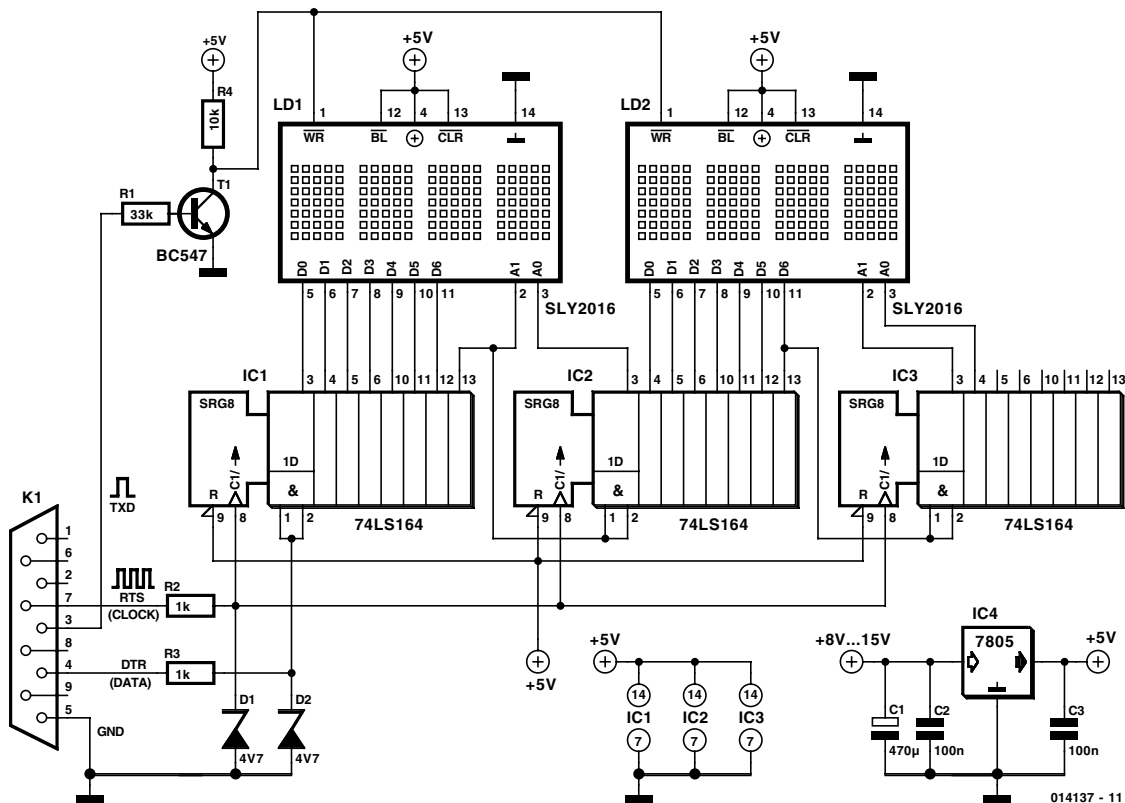 +5V
+5V
+5V
R4
10k
LD1
1
12
4
13
14
WR
BL
CLR
LD2
1
12
4
13
14
WR
BL
CLR
R1
33k
T1
BC547
D0
D1
D2
D3
D4
D5
D6
A1
A0
5
6
7
8
9
10
11
2
3
SLY2016
D0
D1
D2
D3
D4
D5
D6
A1
A0
5
6
7
8
9
10
11
2
3
SLY2016
IC1
3
4
5
6
10
11
12
13
SRG8
1D
&
C1/
R
9
8
1
2
74LS164
IC2
3
4
5
6
10
11
12
13
SRG8
1D
&
C1/
R
9
8
1
2
74LS164
IC3
3
4
5
6
10
11
12
13
SRG8
1D
&
C1/
R
9
8
1
2
74LS164
K1
TXD
1
6
2
7
3
8
4
9
5
RTS
(CLOCK)
R2
1k
DTR
(DATA)
R3
1k
GND
D1
4V7
D2
4V7
+5V
+5V
14
14
14
IC1
IC2
IC3
7
7
7
IC4
7805
+8V...15V
+5V
C1
470µ
C2
100n
C3
100n
014137 - 11